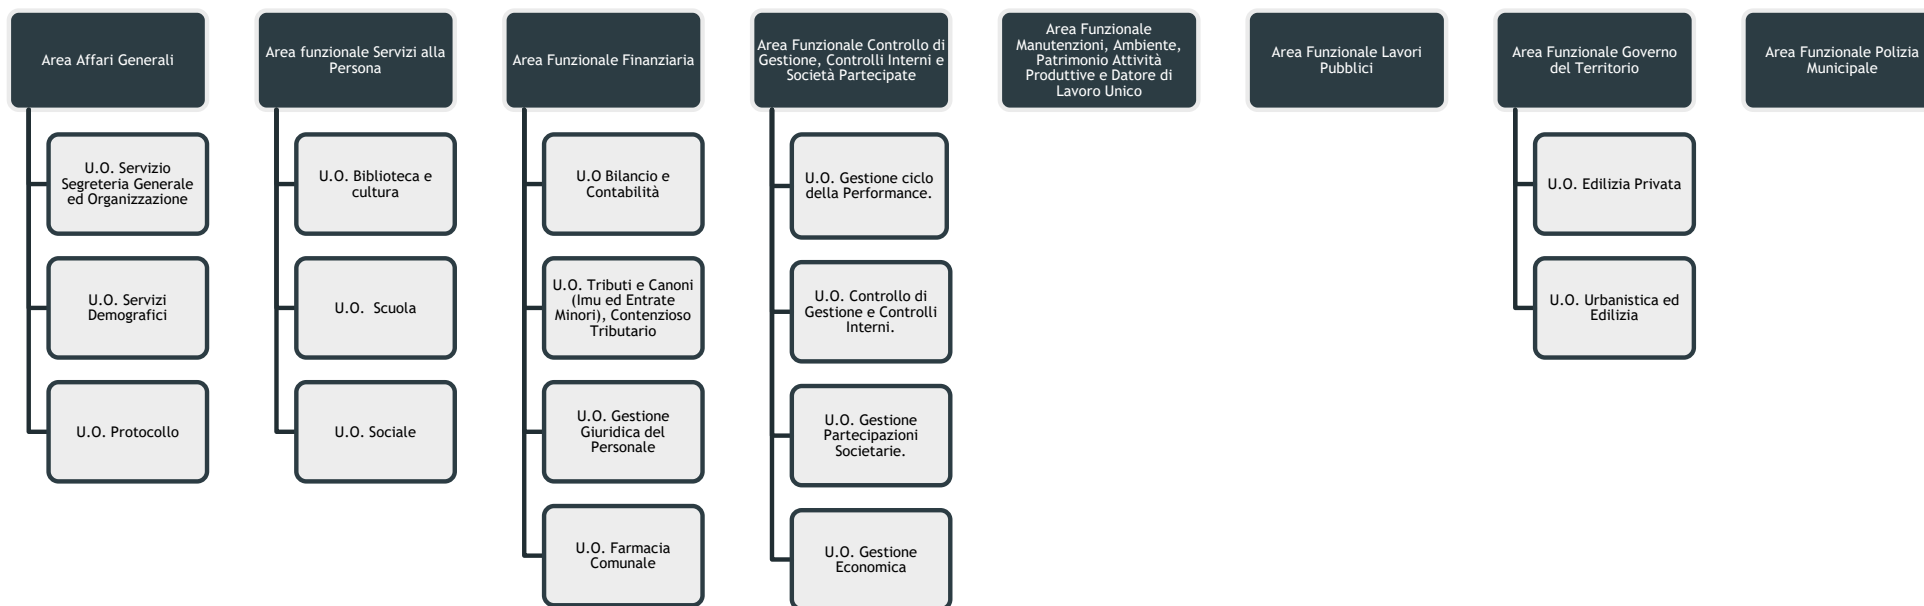 Area Affari Generali
U.O. Servizio
Segreteria Generale
ed Organizzazione
U.O. Servizi
Demografici
U.O. Protocollo
Area funzionale Servizi alla
Persona
U.O. Biblioteca e
cultura
U.O.  Scuola
U.O. Sociale
Area Funzionale Finanziaria
U.O Bilancio e
Contabilità
U.O. Tributi e Canoni
(Imu ed Entrate
Minori), Contenzioso
Tributario
U.O. Gestione
Giuridica del
Personale
U.O. Farmacia
Comunale
Area Funzionale Controllo di
Gestione, Controlli Interni e
Società Partecipate
U.O. Gestione ciclo
della Performance.
U.O. Controllo di
Gestione e Controlli
Interni.
U.O. Gestione
Partecipazioni
Societarie.
U.O. Gestione
Economica
Area Funzionale
Manutenzioni, Ambiente,
Patrimonio Attività
Produttive e Datore di
Lavoro Unico
Area Funzionale Lavori
Pubblici
Area Funzionale Governo
del Territorio
U.O. Edilizia Privata
U.O. Urbanistica ed
Edilizia
Area Funzionale Polizia
Municipale